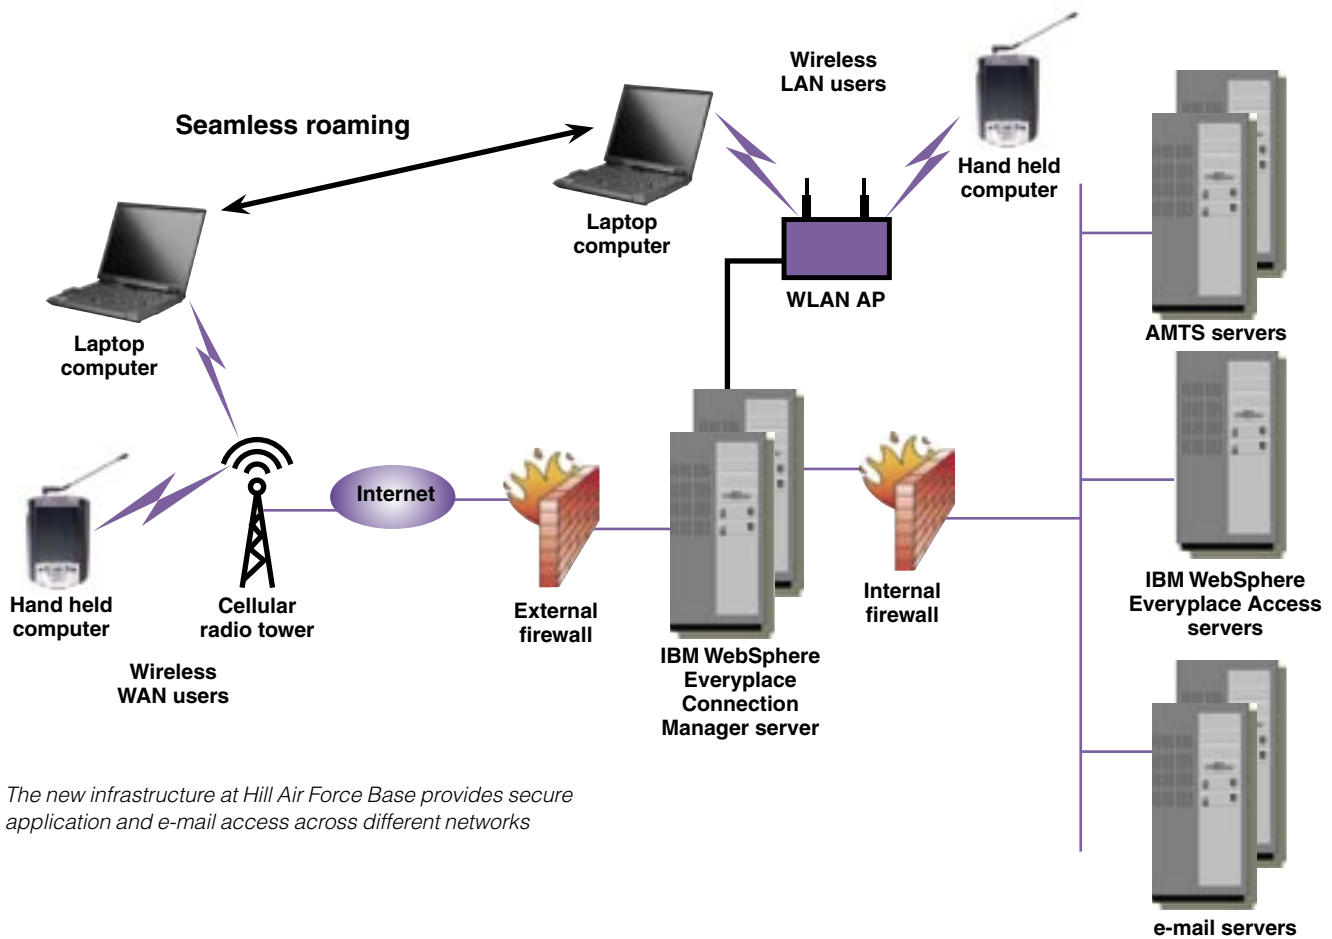 Wireless
LAN users
Seamless roaming
Hand held
computer
Laptop
computer
WLAN AP
AMTS servers
Laptop
computer
Internet
Hand held
computer
Cellular
radio tower
External
firewall
Internal
firewall
IBM WebSphere
Everyplace Access
servers
IBM WebSphere
Everyplace
Connection
Manager server
Wireless
WAN users
The new infrastructure at Hill Air Force Base provides secure
application and e-mail access across different networks
e-mail servers